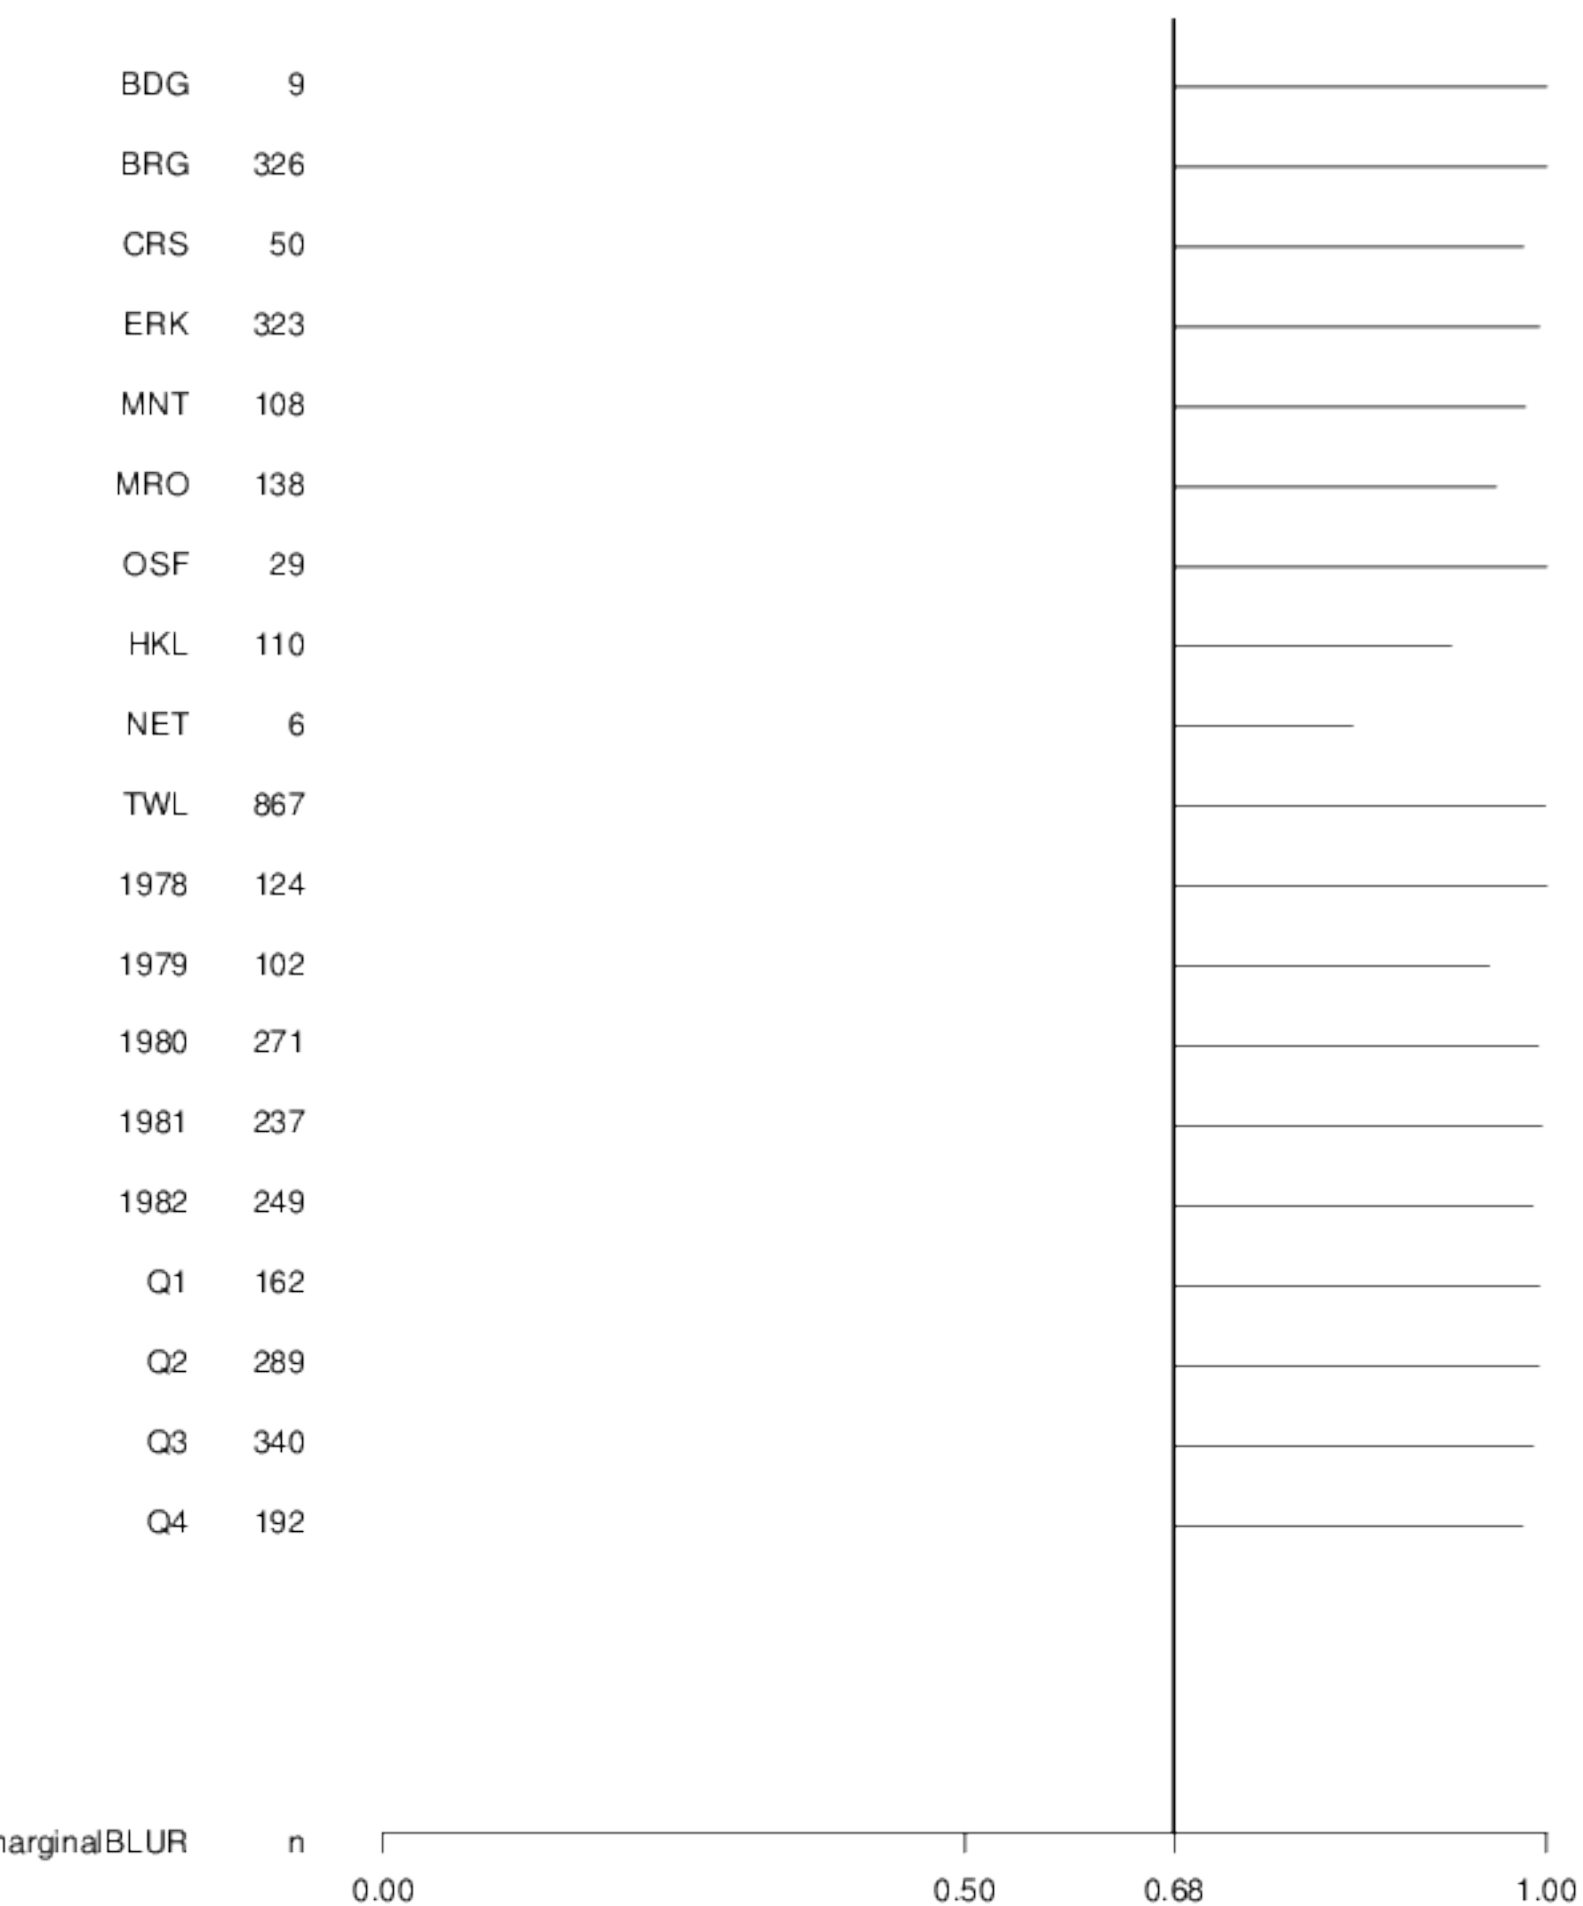 BDG 9
BRG 326
CRS 50
ERK 323
MNT 108
MRO 138
OSF 29
HKL 110
NET 6
TWL 867
1978 124
1979 102
1980 271
1981 237
1982 249
Q1 162
Q2 289
Q3 340
Q4 192
arginalBLUR n
0.00 0.50 0.68 1.00